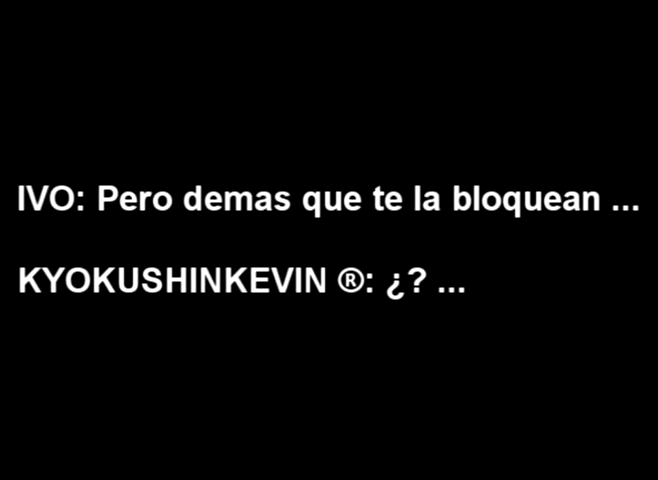 IVO: Pero demas que te la bloquean ...
KYOKUSHINKEVIN ®: ¿? ...